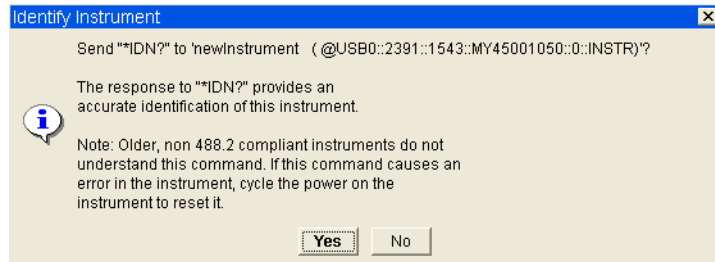 Identify Instrument
Send "*IDN?" to 'newInstrument ( @USB0::2391::1543::MY45001050::0::INSTR)'?
The response to "*IDN?" provides an
accurate identification of this instrument.
Note: Older, non 488.2 compliant instruments do not
understand this command. If this command causes an
error in the instrument, cycle the power on the
instrument to reset it.
Yes No